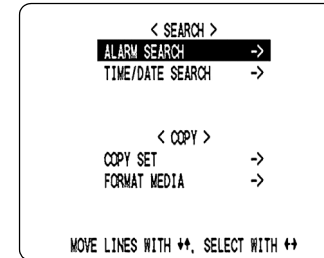 < SEARCH >
ALARM SEARCH ->
TIME/DATE SEARCH ->
< COPY >
COPY SET ->
FORMAT MEDIA ->
MOVE LINES WITH ↓↑, SELECT WITH ←→